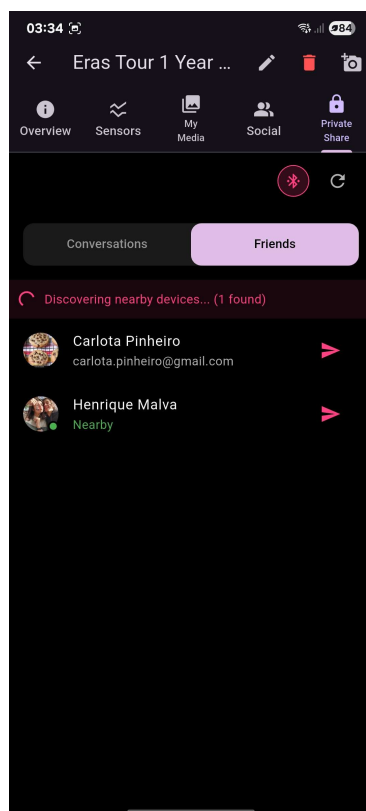 03:34
84
Eras Tour 1 Year ...
Overview
Sensors
My
Media
Social
Private
Share
Conversations
Friends
Discovering nearby devices... (1 found)
Carlota Pinheiro
carlota.pinheiro@gmail.com
Henrique Malva
Nearby